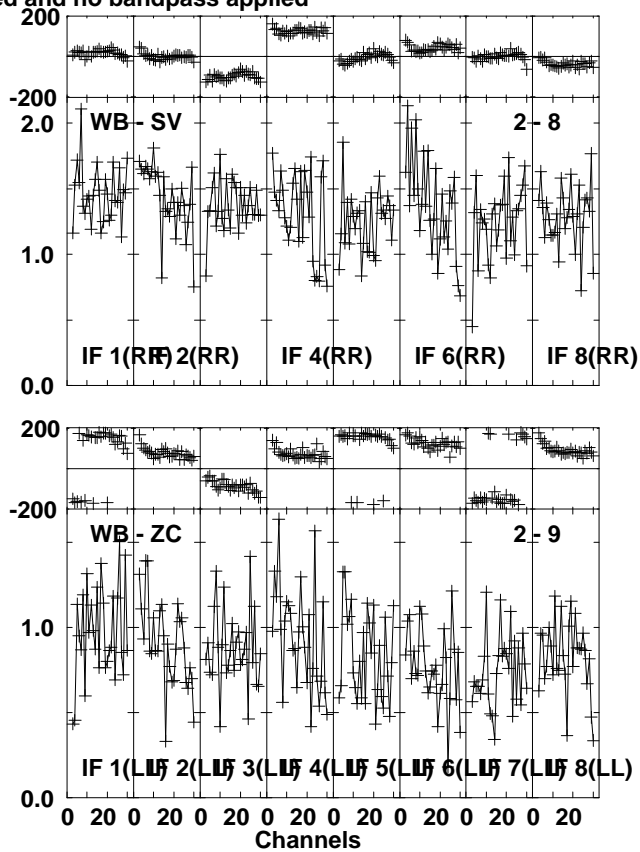 ed and no bandpass applied
200
-200
WB - SV
2 - 8
2.0
1.0
IF 1(RR)
IF 2(RR)
IF 4(RR)
IF 6(RR)
IF 8(RR)
0.0
200
-200
WB - ZC
2 - 9
1.0
IF 1(LL)
IF 2(LL)
IF 3(LL)
IF 4(LL)
IF 5(LL)
IF 6(LL)
IF 7(LL)
IF 8(LL)
0.0
0 20 0 20 0 20 0 20 0 20 0 20 0 20 0 20
Channels